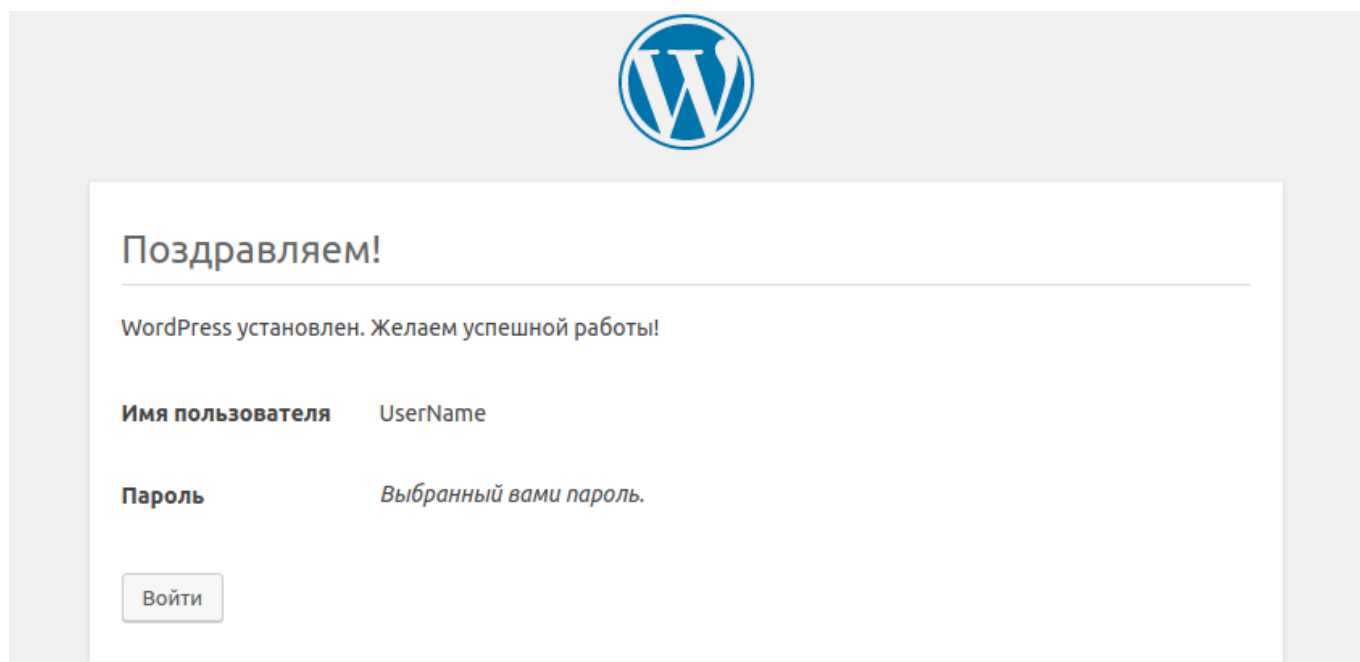 Поздравляем!
WordPress установлен. Желаем успешной работы!
Имя пользователя UserName
Пароль Выбранный вами пароль.
Войти